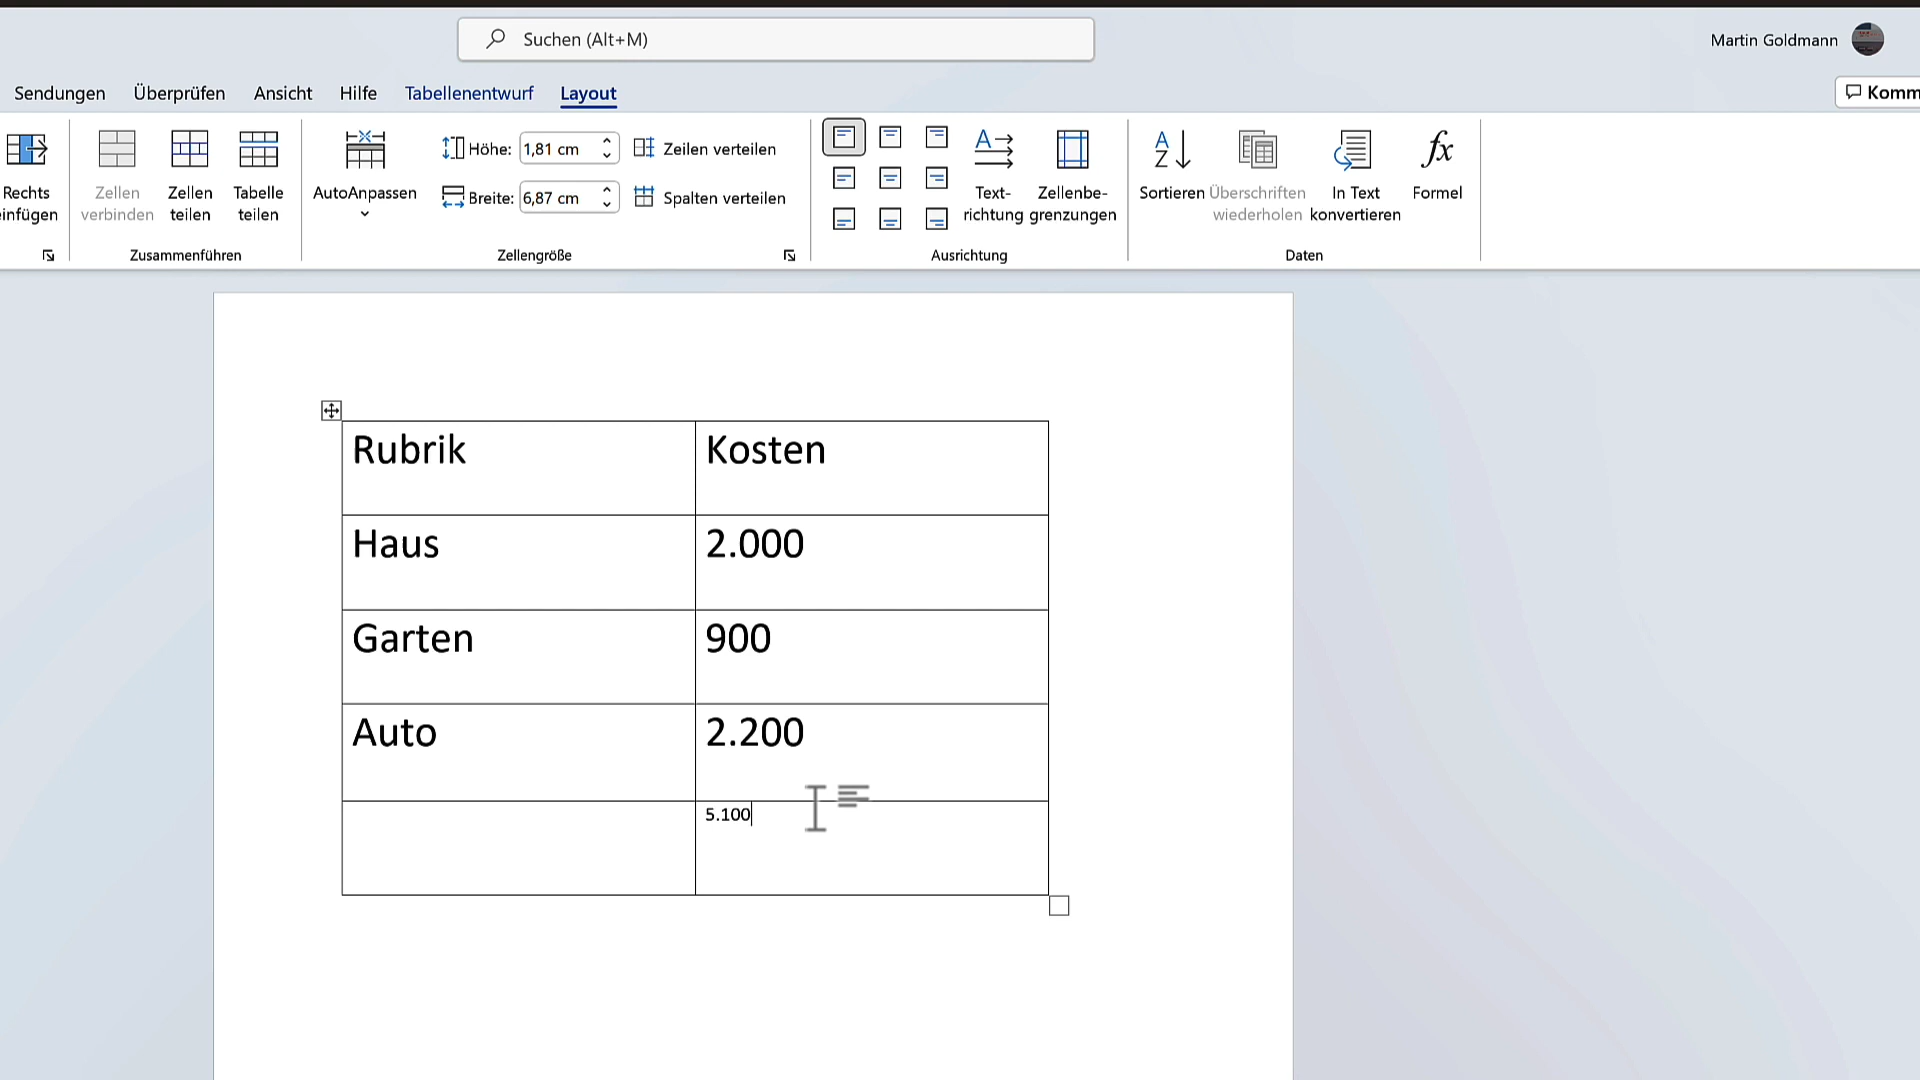 Suchen (Alt+M)
Martin Goldmann
Sendungen Überprüfen Ansicht Hilfe Tabellenentwurf Layout
Komm
Rechts
einfügen
Zellen
verbinden
Zellen
teilen
Tabelle
teilen
Zusammenführen
AutoAnpassen
Höhe: 1,81 cm
Zeilen verteilen
Breite: 6,87 cm
Spalten verteilen
Zellengröße
Text-
richtung
Zellenbe-
grenzungen
Ausrichtung
Sortieren
Überschriften
wiederholen
In Text
konvertieren
Formel
Daten
Rubrik Kosten
Haus 2.000
Garten 900
Auto 2.200
5.100